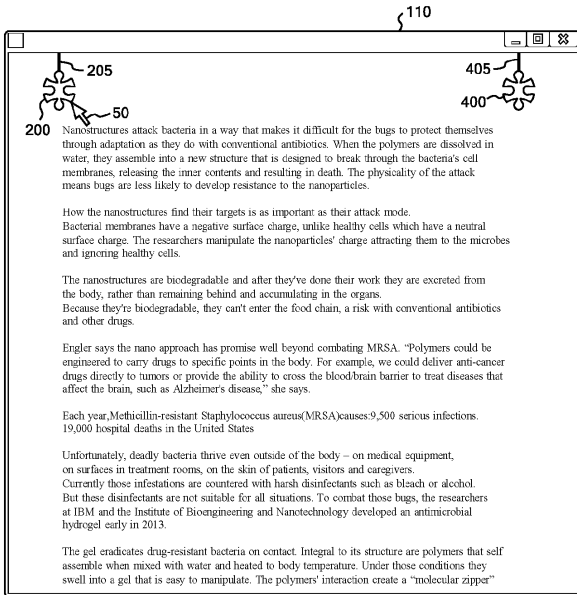 110
205
405
50
400
200
Nanostructures attack bacteria in a way that makes it difficult for the bugs to protect themselves
through adaptation as they do with conventional antibiotics. When the polymers are dissolved in
water, they assemble into a new structure that is designed to break through the bacteria's cell
membranes, releasing the inner contents and resulting in death. The physicality of the attack
means bugs are less likely to develop resistance to the nanoparticles.
How the nanostructures find their targets is as important as their attack mode.
Bacterial membranes have a negative surface charge, unlike healthy cells which have a neutral
surface charge. The researchers manipulate the nanoparticles' charge attracting them to the microbes
and ignoring healthy cells.
The nanostructures are biodegradable and after they've done their work they are excreted from
the body, rather than remaining behind and accumulating in the organs.
Because they're biodegradable, they can't enter the food chain, a risk with conventional antibiotics
and other drugs.
Engler says the nano approach has promise well beyond combating MRSA. “Polymers could be
engineered to carry drugs to specific points in the body. For example, we could deliver anti-cancer
drugs directly to tumors or provide the ability to cross the blood/brain barrier to treat diseases that
affect the brain, such as Alzheimer's disease,” she says.
Each year,Methicillin-resistant Staphylococcus aureus(MRSA)causes:9,500 serious infections.
19,000 hospital deaths in the United States
Unfortunately, deadly bacteria thrive even outside of the body – on medical equipment,
on surfaces in treatment rooms, on the skin of patients, visitors and caregivers.
Currently those infestations are countered with harsh disinfectants such as bleach or alcohol.
But these disinfectants are not suitable for all situations. To combat those bugs, the researchers
at IBM and the Institute of Bioengineering and Nanotechnology developed an antimicrobial
hydrogel early in 2013.
The gel eradicates drug-resistant bacteria on contact. Integral to its structure are polymers that self
assemble when mixed with water and heated to body temperature. Under those conditions they
swell into a gel that is easy to manipulate. The polymers' interaction create a “molecular zipper”